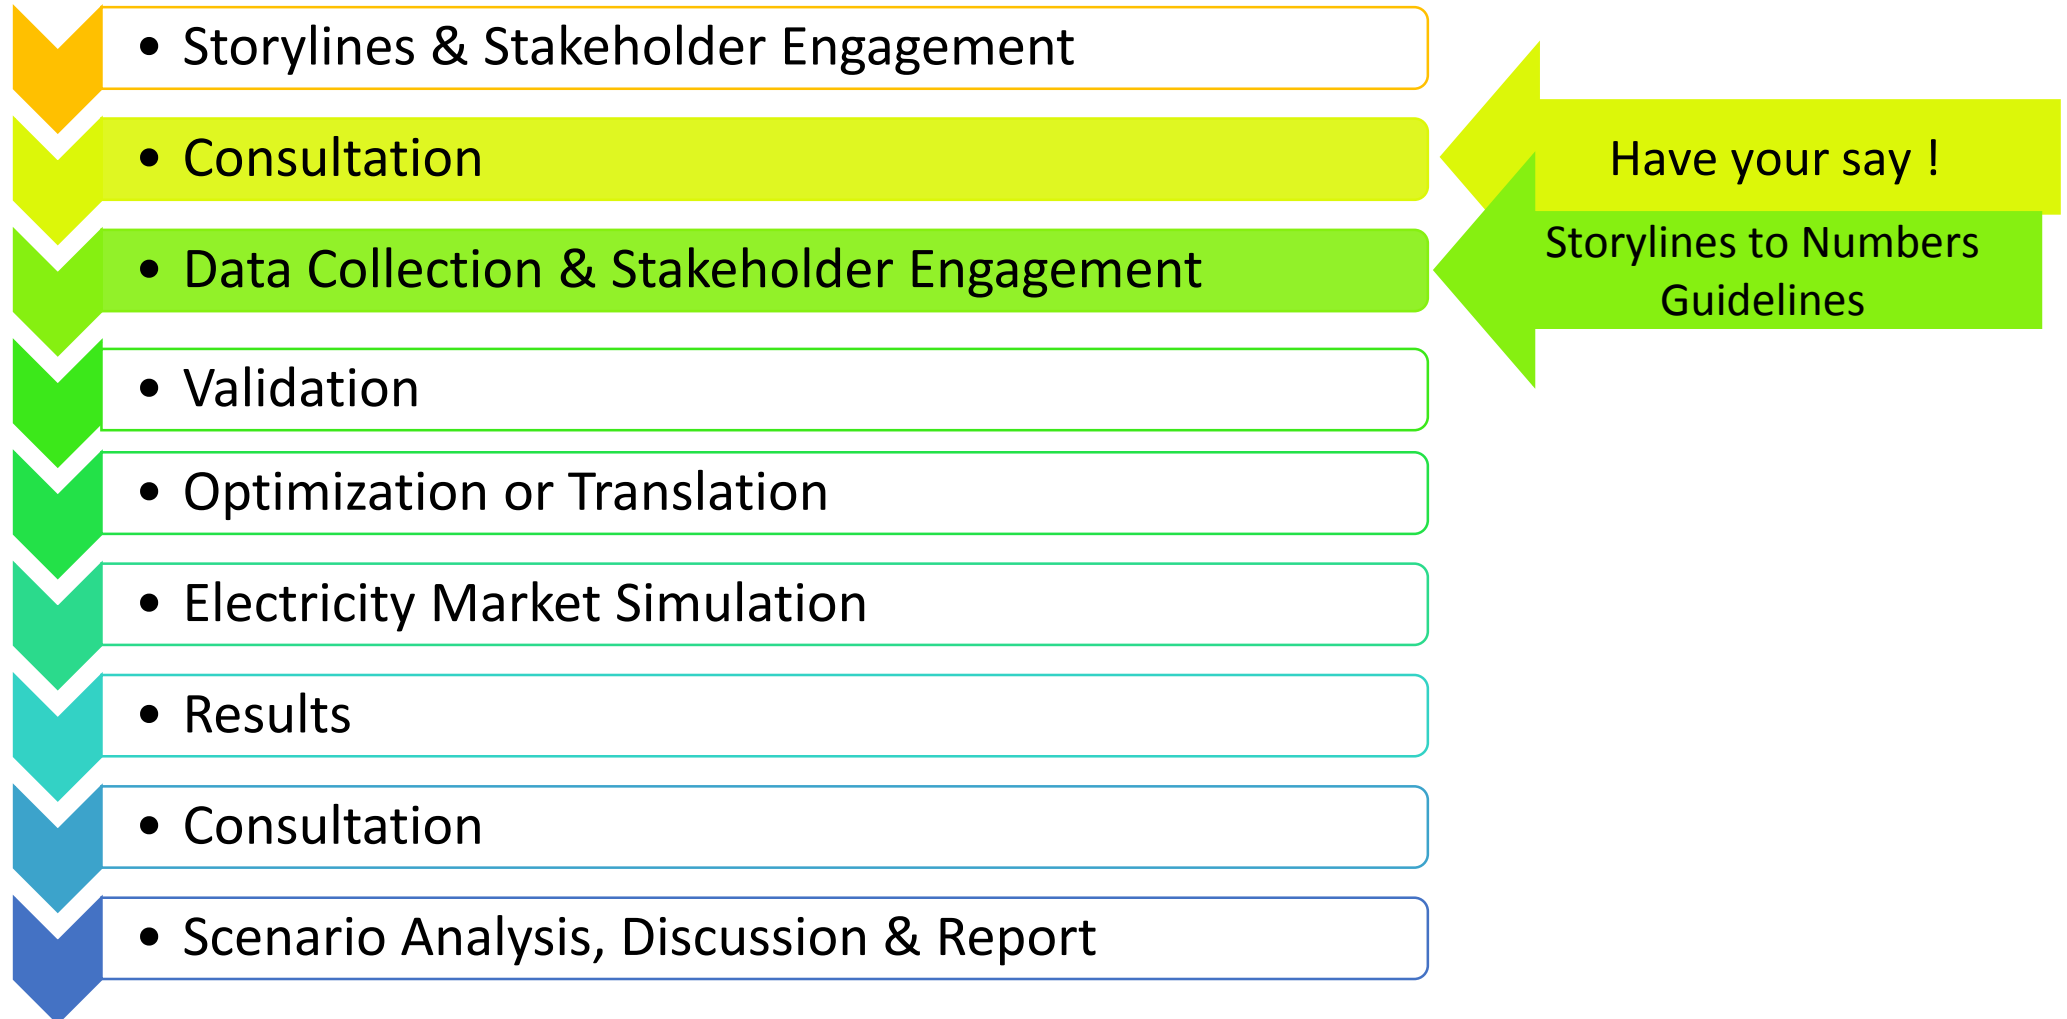 • Storylines & Stakeholder Engagement
• Consultation
Have your say !
• Data Collection & Stakeholder Engagement
Storylines to Numbers
Guidelines
• Validation
• Optimization or Translation
• Electricity Market Simulation
• Results
• Consultation
• Scenario Analysis, Discussion & Report